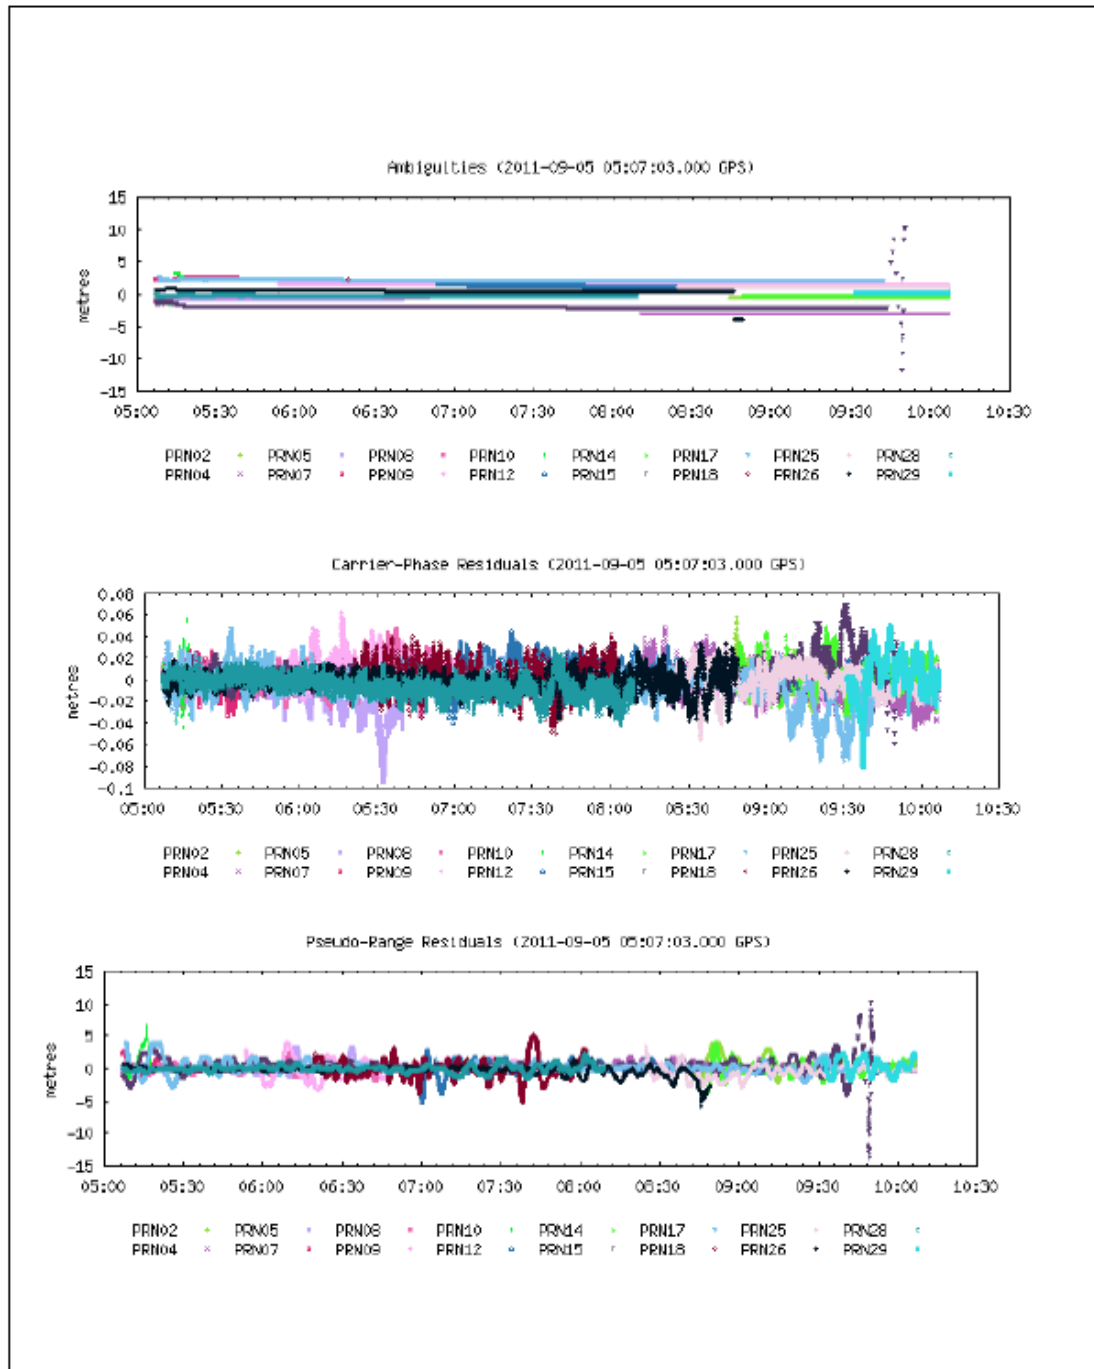 Ambiguities (2011-09-05 05:07:03.000 GPS)
15
10
5
0
-5
-10
-15
metres
05:00 05:30 06:00 06:30 07:00 07:30 08:00 08:30 09:00 09:30 10:00 10:30
PRN02 PRN05 PRN08 PRN10 PRN14 PRN17 PRN25 PRN28
PRN04 PRN07 PRN09 PRN12 PRN15 PRN18 PRN26 PRN29
Carrier-Phase Residuals (2011-09-05 05:07:03.000 GPS)
0.08
0.06
0.04
0.02
0
-0.02
-0.04
-0.06
-0.08
-0.1
metres
05:00 05:30 06:00 06:30 07:00 07:30 08:00 08:30 09:00 09:30 10:00 10:30
PRN02 PRN05 PRN08 PRN10 PRN14 PRN17 PRN25 PRN28
PRN04 PRN07 PRN09 PRN12 PRN15 PRN18 PRN26 PRN29
Pseudo-Range Residuals (2011-09-05 05:07:03.000 GPS)
15
10
5
0
-5
-10
-15
metres
05:00 05:30 06:00 06:30 07:00 07:30 08:00 08:30 09:00 09:30 10:00 10:30
PRN02 PRN05 PRN08 PRN10 PRN14 PRN17 PRN25 PRN28
PRN04 PRN07 PRN09 PRN12 PRN15 PRN18 PRN26 PRN29